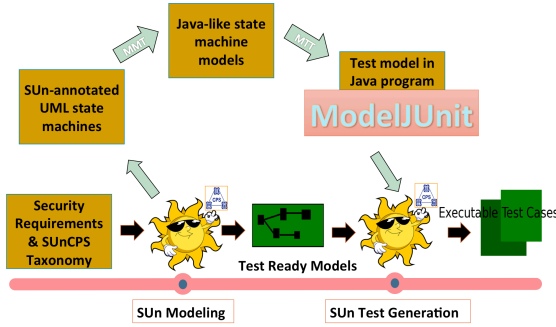 Java-like state
machine
models
MMT
MTT
SUn-annotated
UML state
machines
Test model in
Java program
ModelJUnit
Security
Requirements
& SUnCPS
Taxonomy
CPS
CPS
Executable Test Cases
Test Ready Models
SUn Modeling
SUn Test Generation